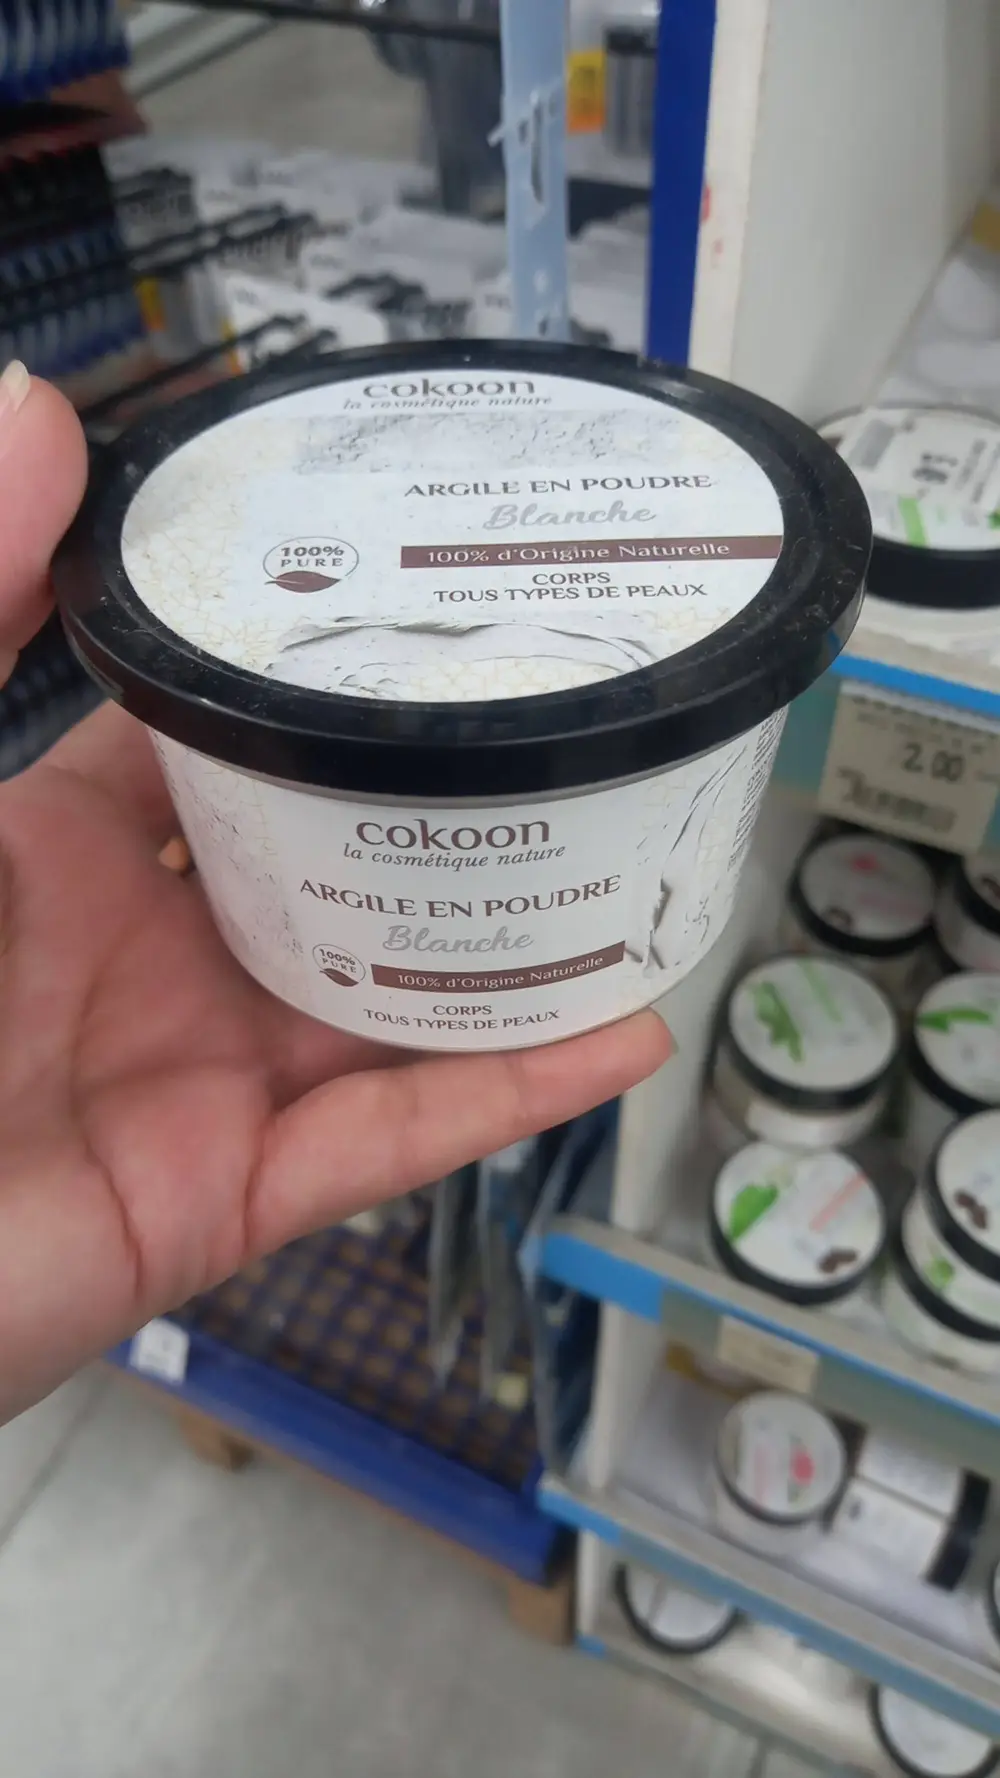 cokoon
la cosmétique nature
ARGILE EN POUDRE
Blanche
100%
PURE
100% d'Origine Naturelle
CORPS
TOUS TYPES DE PEAUX
cokoon
la cosmétique nature
ARGILE EN POUDRE
Blanche
100%
PURE
100% d'Origine Naturelle
CORPS
TOUS TYPES DE PEAUX
2.00